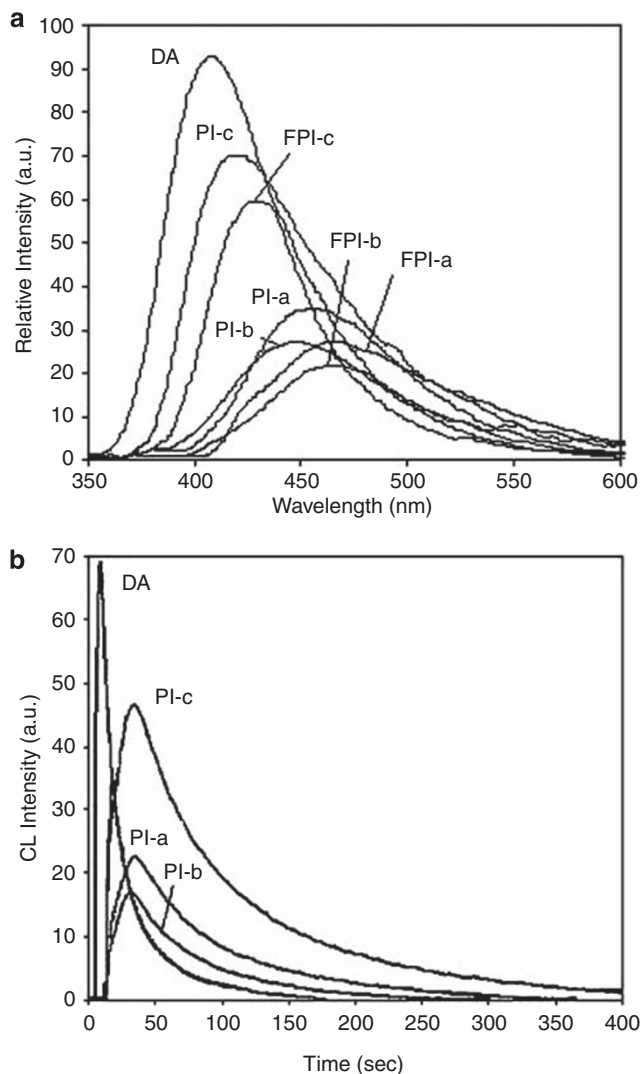 a
100
90
80
70
60
50
40
30
20
10
0
Relative Intensity (a.u.)
DA
PI-c
FPI-c
FPI-b
FPI-a
PI-a
PI-b
350 400 450 500 550 600
Wavelength (nm)
b
70
60
50
40
30
20
10
0
CL Intensity (a.u.)
DA
PI-c
PI-a
PI-b
0 50 100 150 200 250 300 350 400
Time (sec)